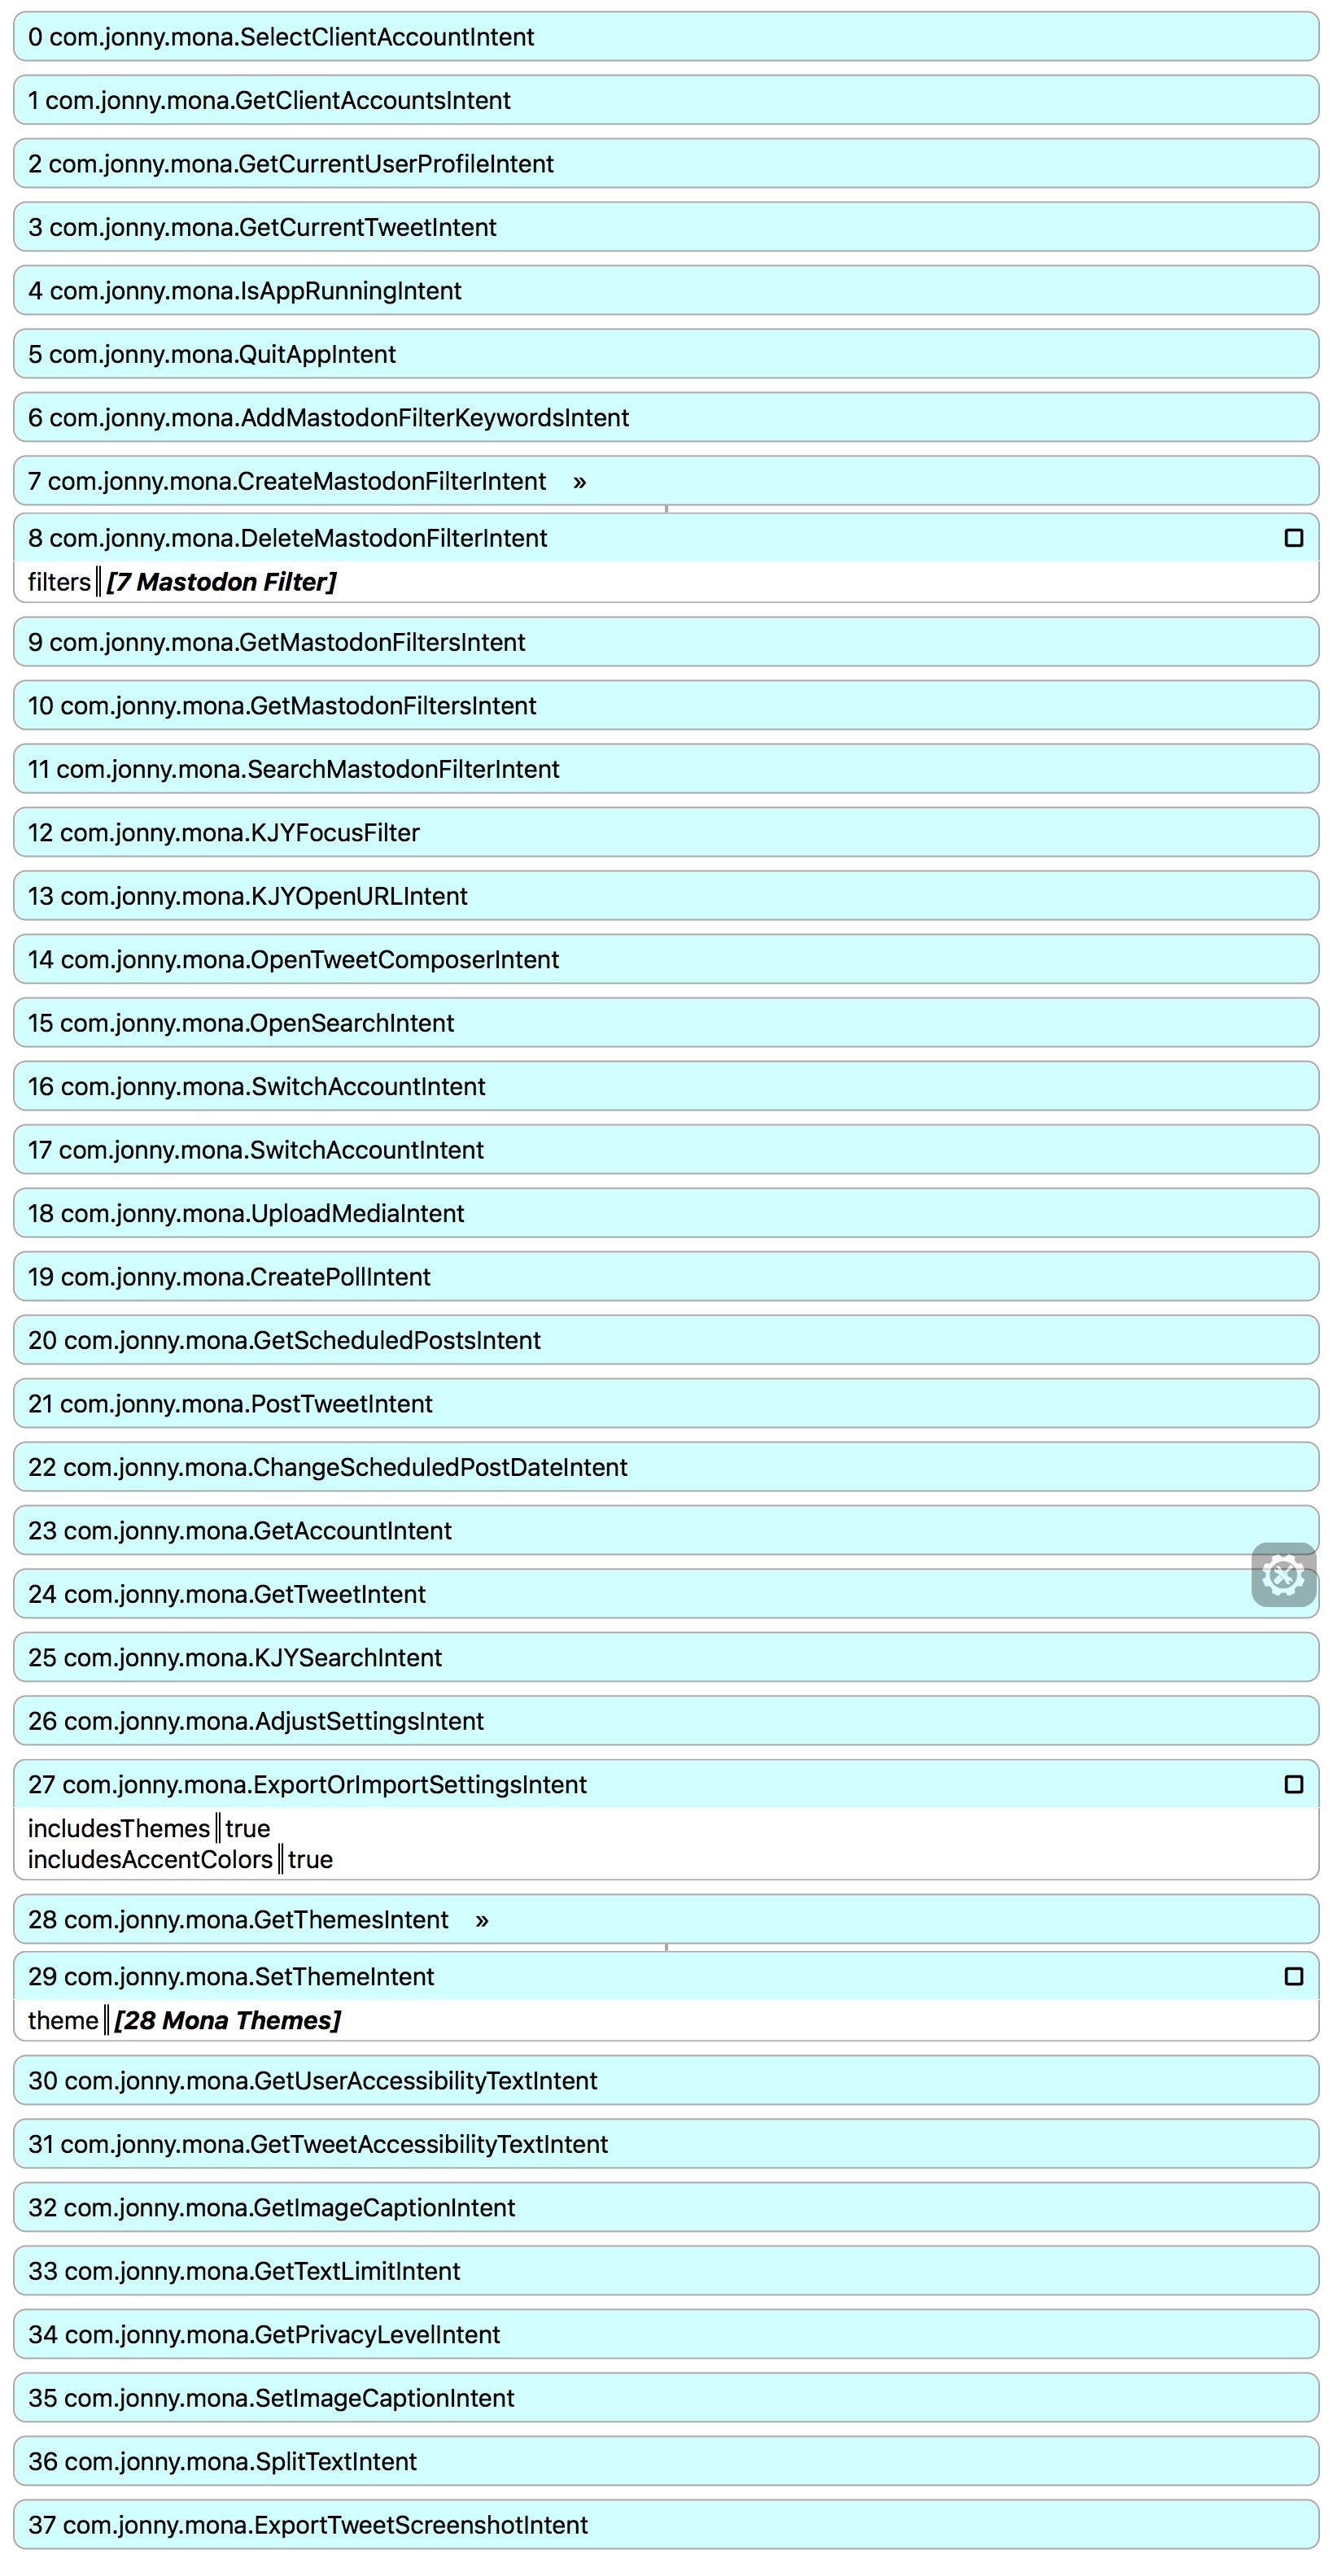 0 com.jonny.mona.SelectClientAccountIntent
1 com.jonny.mona.GetClientAccountsIntent
2 com.jonny.mona.GetCurrentUserProfileIntent
3 com.jonny.mona.GetCurrentTweetIntent
4 com.jonny.mona.IsAppRunningIntent
5 com.jonny.mona.QuitAppIntent
6 com.jonny.mona.AddMastodonFilterKeywordsIntent
7 com.jonny.mona.CreateMastodonFilterIntent »
8 com.jonny.mona.DeleteMastodonFilterIntent
filters‖[7 Mastodon Filter]
9 com.jonny.mona.GetMastodonFiltersIntent
10 com.jonny.mona.GetMastodonFiltersIntent
11 com.jonny.mona.SearchMastodonFilterIntent
12 com.jonny.mona.KJYFocusFilter
13 com.jonny.mona.KJYOpenURLIntent
14 com.jonny.mona.OpenTweetComposerIntent
15 com.jonny.mona.OpenSearchIntent
16 com.jonny.mona.SwitchAccountIntent
17 com.jonny.mona.SwitchAccountIntent
18 com.jonny.mona.UploadMediaIntent
19 com.jonny.mona.CreatePollIntent
20 com.jonny.mona.GetScheduledPostsIntent
21 com.jonny.mona.PostTweetIntent
22 com.jonny.mona.ChangeScheduledPostDateIntent
23 com.jonny.mona.GetAccountIntent
24 com.jonny.mona.GetTweetIntent
25 com.jonny.mona.KJYSearchIntent
26 com.jonny.mona.AdjustSettingsIntent
27 com.jonny.mona.ExportOrImportSettingsIntent
includesThemes‖true
includesAccentColors‖true
28 com.jonny.mona.GetThemesIntent »
29 com.jonny.mona.SetThemeIntent
theme‖[28 Mona Themes]
30 com.jonny.mona.GetUserAccessibilityTextIntent
31 com.jonny.mona.GetTweetAccessibilityTextIntent
32 com.jonny.mona.GetImageCaptionIntent
33 com.jonny.mona.GetTextLimitIntent
34 com.jonny.mona.GetPrivacyLevelIntent
35 com.jonny.mona.SetImageCaptionIntent
36 com.jonny.mona.SplitTextIntent
37 com.jonny.mona.ExportTweetScreenshotIntent